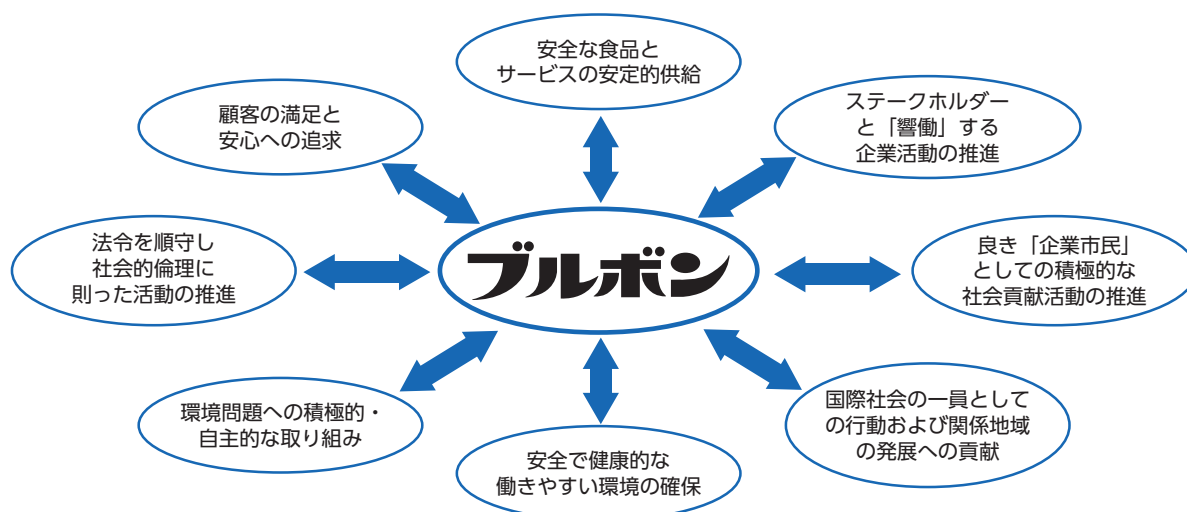 安全な食品と
サービスの安定的供給
顧客の満足と
安心への追求
ステークホルダー
と「響働」する
企業活動の推進
法令を順守し
社会的倫理に
則った活動の推進
ブルボン
良き「企業市民」
としての積極的な
社会貢献活動の推進
環境問題への積極的・
自主的な取り組み
安全で健康的な
働きやすい環境の確保
国際社会の一員として
の行動および関係地域
の発展への貢献